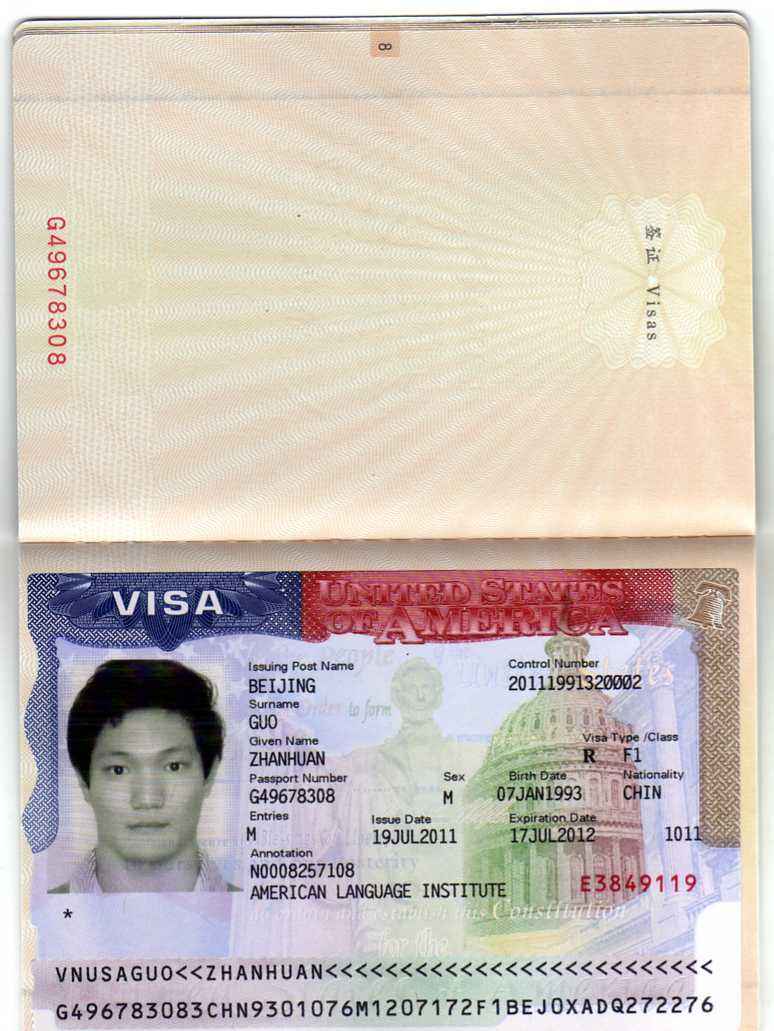 8
签证 Visas
G49678308
VISA
UNITED STATES
OF AMERICA
Issuing Post Name
BEIJING
Control Number
20111991320002
Surname
GUO
Given Name
ZHANHUAN
Visa Type /Class
R F1
Passport Number
G49678308
Sex
M
Birth Date
07JAN1993
Nationality
CHIN
Entries
M
Issue Date
19JUL2011
Expiration Date
17JUL2012
1011
Annotation
N0008257108
AMERICAN LANGUAGE INSTITUTE
E3849119
*
VNUSAGUO<<ZHANHUAN<<<<<<<<<<<<<<<<<<<<<<<<<<
G496783083CHN9301076M1207172F1BEJOXADQ272276